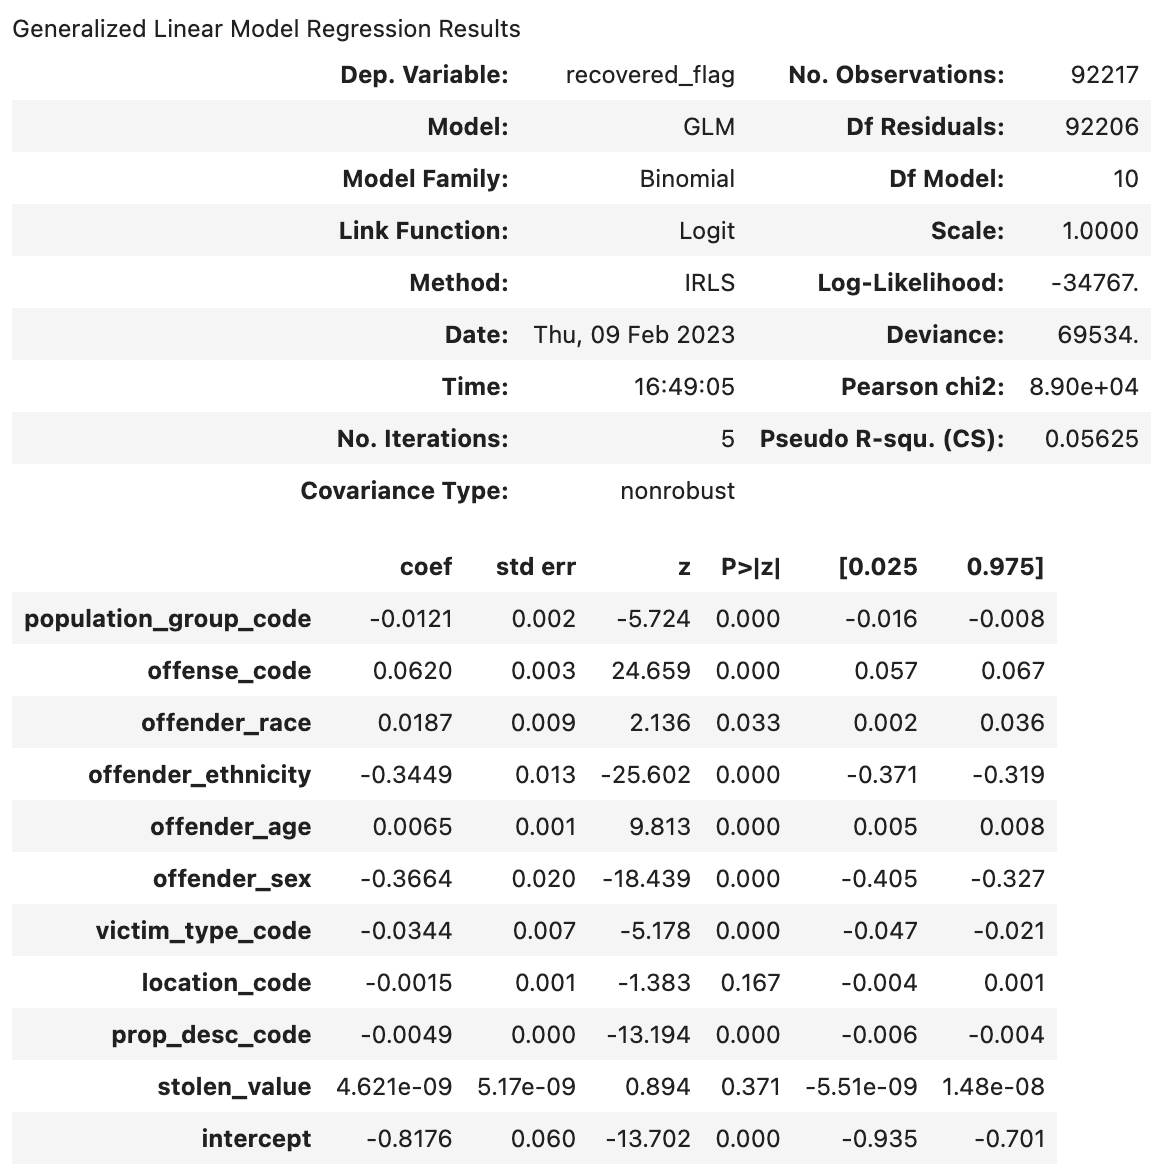 Generalized Linear Model Regression Results
Dep. Variable: recovered_flag No. Observations: 92217
Model: GLM Df Residuals: 92206
Model Family: Binomial Df Model: 10
Link Function: Logit Scale: 1.0000
Method: IRLS Log-Likelihood: -34767.
Date: Thu, 09 Feb 2023 Deviance: 69534.
Time: 16:49:05 Pearson chi2: 8.90e+04
No. Iterations: 5 Pseudo R-squ. (CS): 0.05625
Covariance Type: nonrobust
coef std err z P>|z| [0.025 0.975]
population_group_code -0.0121 0.002 -5.724 0.000 -0.016 -0.008
offense_code 0.0620 0.003 24.659 0.000 0.057 0.067
offender_race 0.0187 0.009 2.136 0.033 0.002 0.036
offender_ethnicity -0.3449 0.013 -25.602 0.000 -0.371 -0.319
offender_age 0.0065 0.001 9.813 0.000 0.005 0.008
offender_sex -0.3664 0.020 -18.439 0.000 -0.405 -0.327
victim_type_code -0.0344 0.007 -5.178 0.000 -0.047 -0.021
location_code -0.0015 0.001 -1.383 0.167 -0.004 0.001
prop_desc_code -0.0049 0.000 -13.194 0.000 -0.006 -0.004
stolen_value 4.621e-09 5.17e-09 0.894 0.371 -5.51e-09 1.48e-08
intercept -0.8176 0.060 -13.702 0.000 -0.935 -0.701